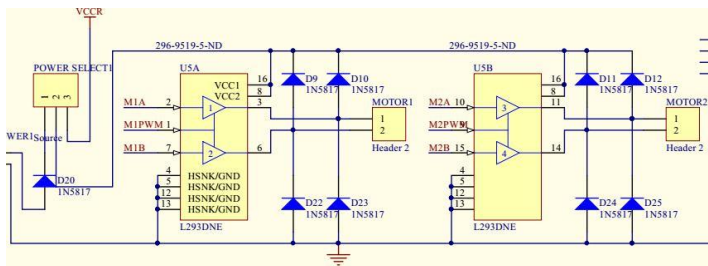 VCCR
296-9519-5-ND
296-9519-5-ND
POWER SELECT1
1
2
3
WER1
Source
D20
1N5817
U5A
VCC1
VCC2
16
8
3
6
M1A
2
1
M1PWM
1
M1B
7
2
HSNK/GND
HSNK/GND
HSNK/GND
HSNK/GND
4
5
12
13
L293DNE
D9
1N5817
D10
1N5817
MOTOR1
1
2
Header 2
D22
1N5817
D23
1N5817
U5B
16
8
11
14
M2A
10
3
M2PWM
9
M2B
15
4
4
5
12
13
L293DNE
D11
1N5817
D12
1N5817
MOTOR2
1
2
Header 2
D24
1N5817
D25
1N5817